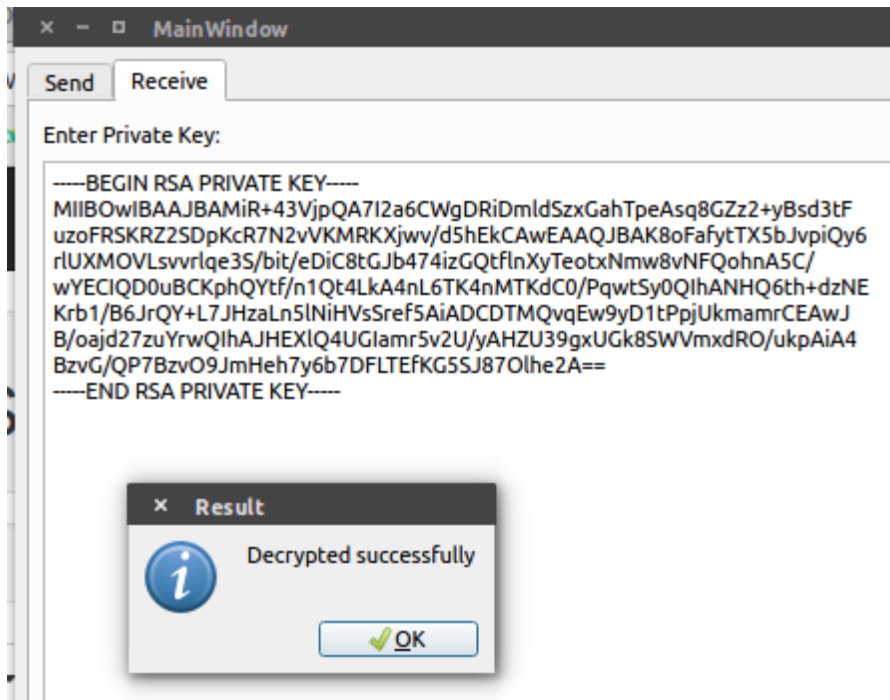 MainWindow
Send Receive
Enter Private Key:
-----BEGIN RSA PRIVATE KEY-----
MIIBOwIBAAJBAMiR+43VjpQA7I2a6CWgDRiDmldSzxGahTpeAsq8GZz2+yBsd3tF
uzoFRSKRZ2SDpKcR7N2vVKMRKXjwv/d5hEkCAwEAAQJBAK8oFafytTX5bJvpiQy6
rlUXMOVLsvvrlqe3S/bit/eDiC8tGJb474izGQtflnXyTeotxNmw8vNFQohnA5C/
wYECIQD0uBCKphQYtf/n1Qt4LkA4nL6TK4nMTKdC0/PqwtSy0QIhANHQ6th+dzNE
Krb1/B6JrQY+L7JHzaLn5lNiHVsSref5AiADCDTMQvqEw9yD1tPpjUkmamrCEAwJ
B/oajd27zuYrwQIhAJHEXlQ4UGIamr5v2U/yAHZU39gxUGk8SWVmxdRO/ukpAiA4
BzvG/QP7BzvO9JmHeh7y6b7DFLTEfKG5SJ87Olhe2A==
-----END RSA PRIVATE KEY-----
Result
Decrypted successfully
OK